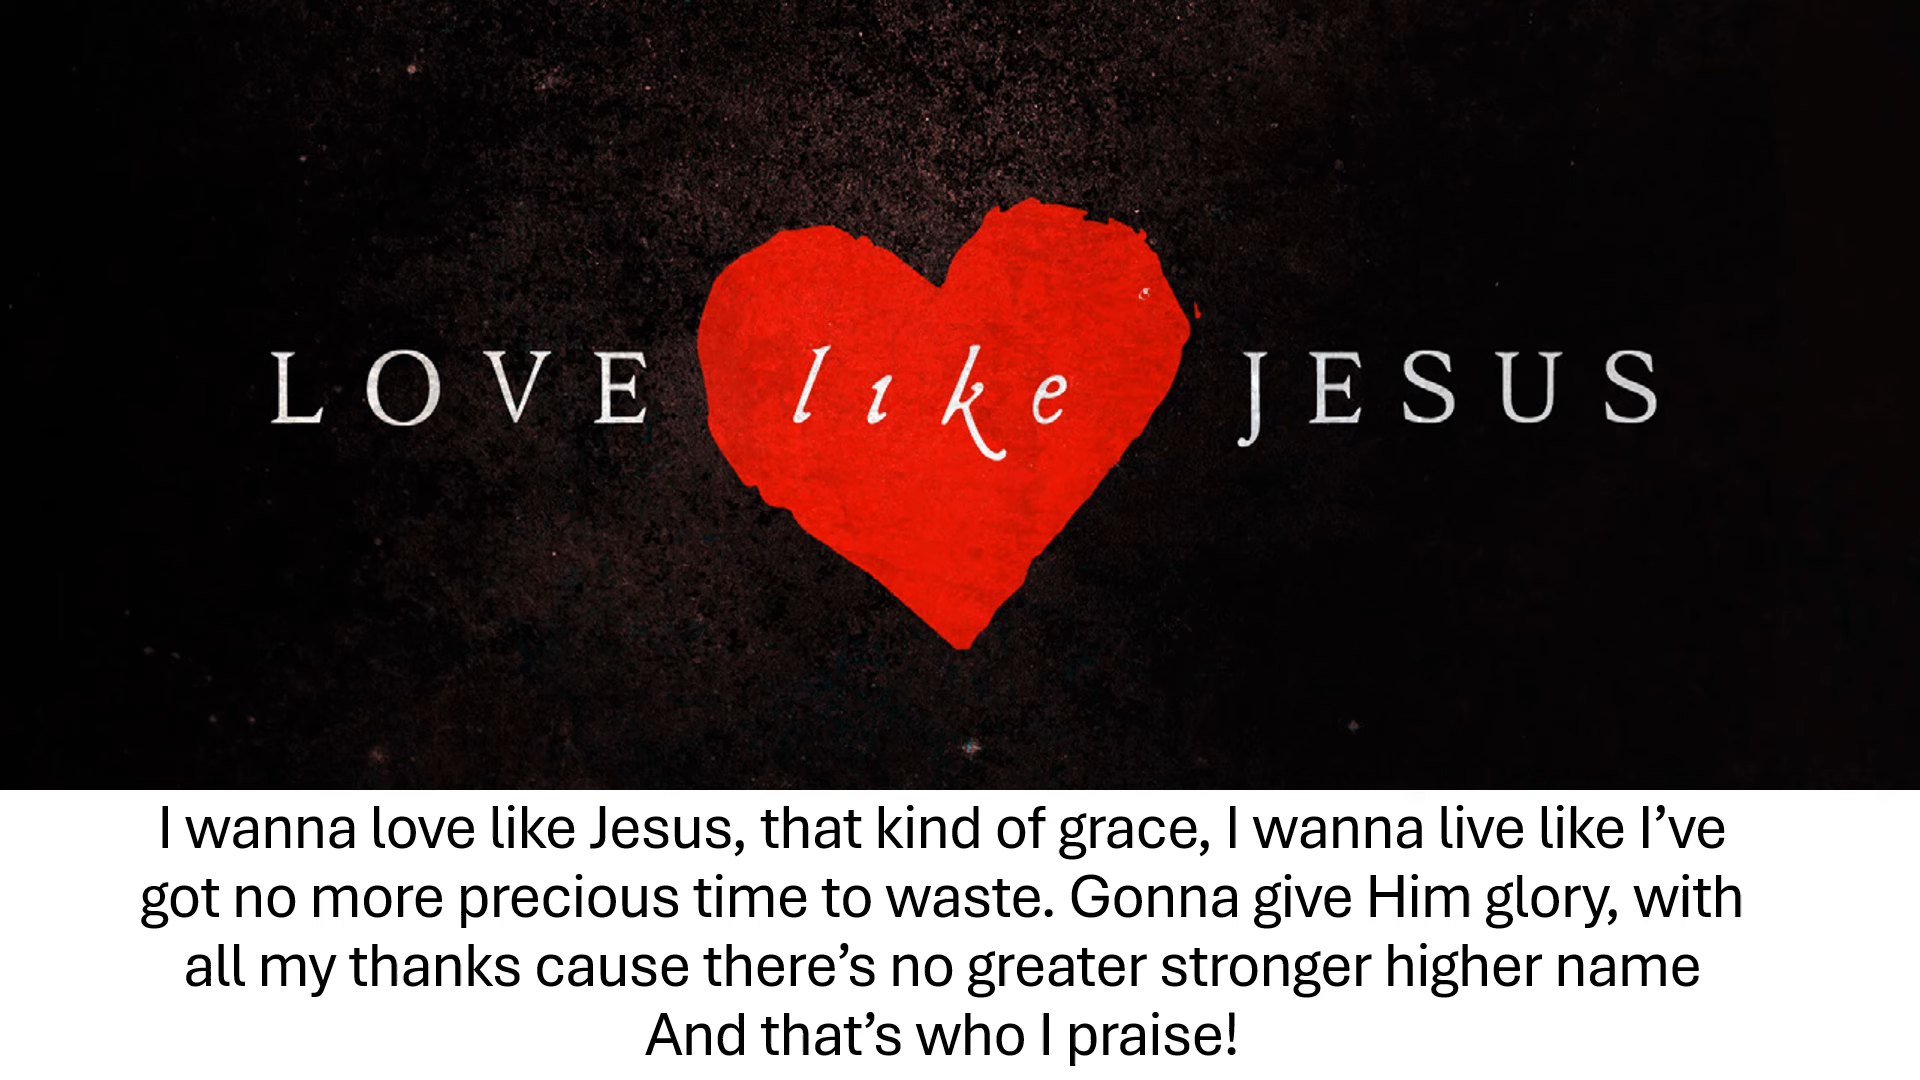 LOVE like JESUS
I wanna love like Jesus, that kind of grace, I wanna live like I’ve
got no more precious time to waste. Gonna give Him glory, with
all my thanks cause there’s no greater stronger higher name
And that’s who I praise!